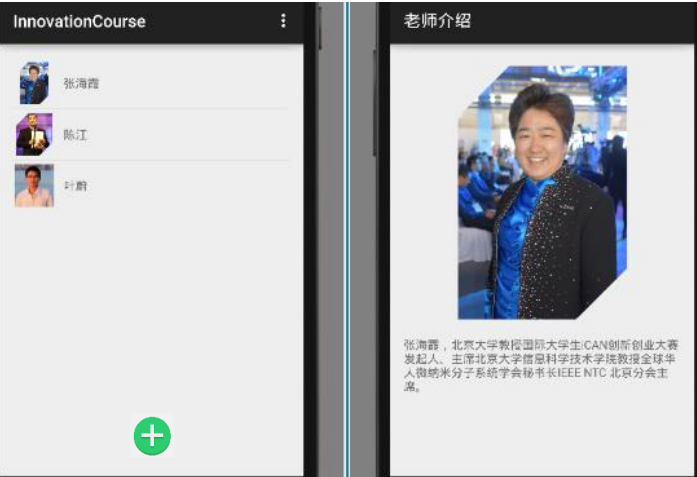 InnovationCourse
张海霞
陈江
叶蔚
老师介绍
张海霞，北京大学教授国际大学生iCAN创新创业大赛
发起人、主席北京大学信息科学技术学院教授全球华
人微纳米分子系统学会秘书长IEEE NTC 北京分会主
席。